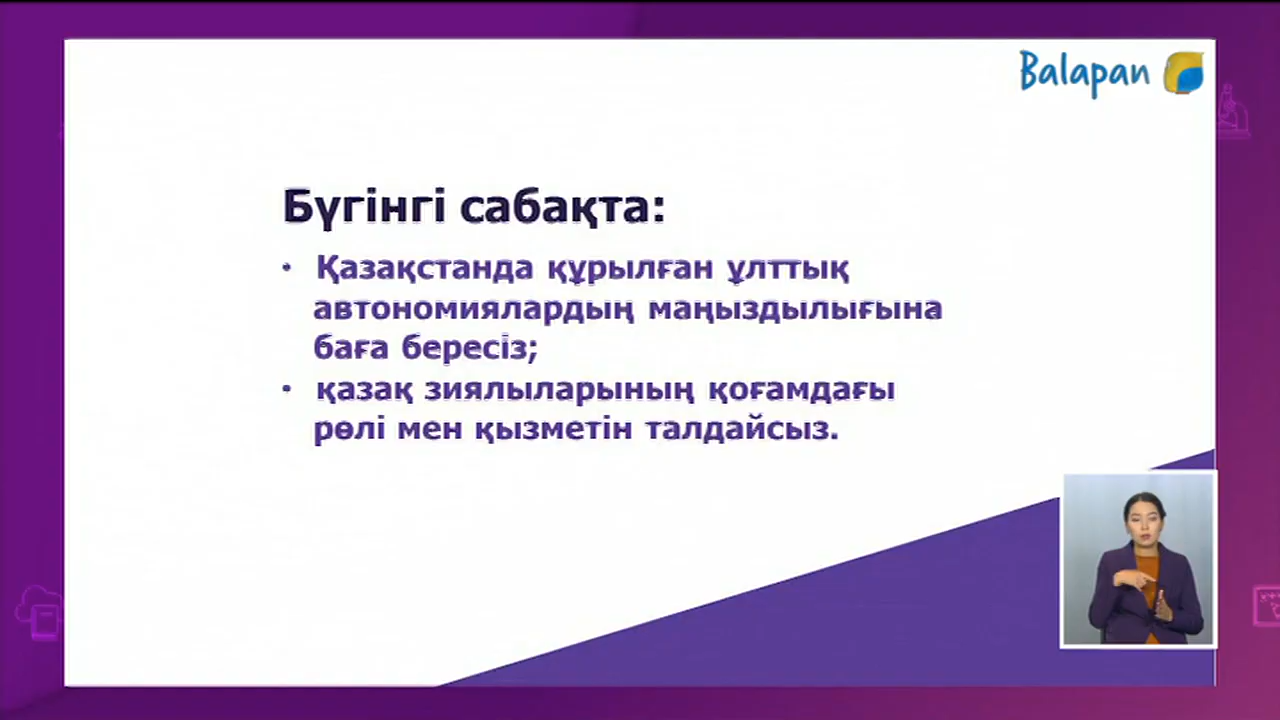 Balapan
Бүгінгі сабақта:
• Қазақстанда құрылған ұлттық
автономиялардың маңыздылығына
баға бересіз;
• қазақ зиялыларының қоғамдағы
рөлі мен қызметін талдайсыз.